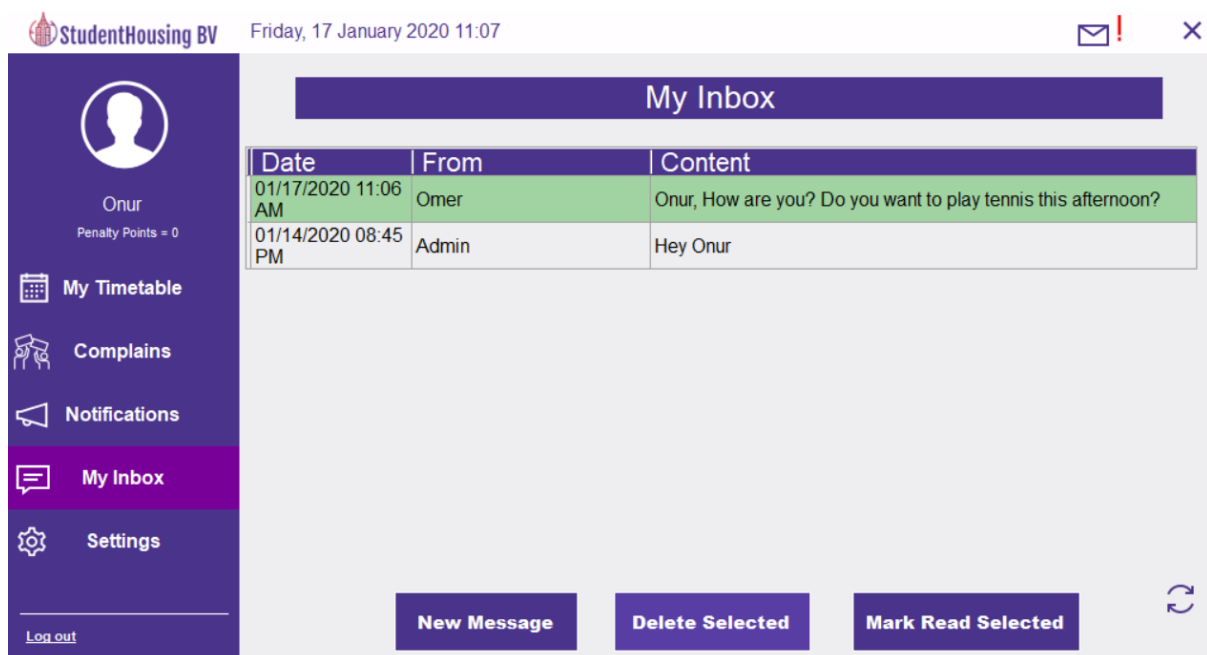 StudentHousing BV
Friday, 17 January 2020 11:07
!
My Inbox
Onur
Penalty Points = 0
My Timetable
Complains
Notifications
My Inbox
Settings
Log out
Date From Content
01/17/2020 11:06
AM
Omer
Onur, How are you? Do you want to play tennis this afternoon?
01/14/2020 08:45
PM
Admin
Hey Onur
New Message
Delete Selected
Mark Read Selected